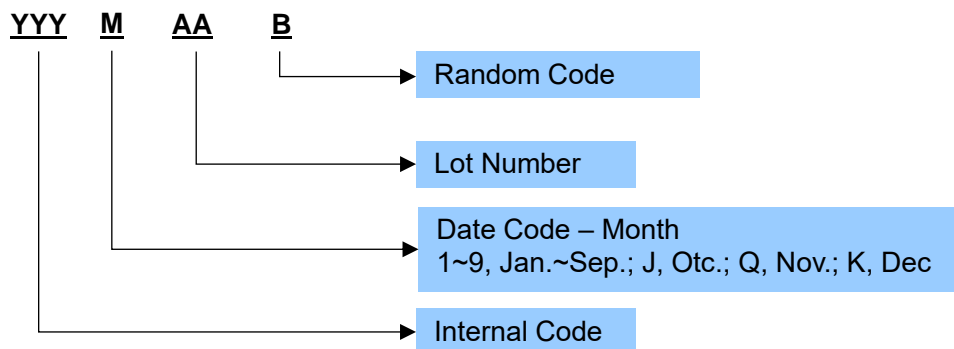 YYY M AA B
Random Code
Lot Number
Date Code – Month
1~9, Jan.~Sep.; J, Otc.; Q, Nov.; K, Dec
Internal Code